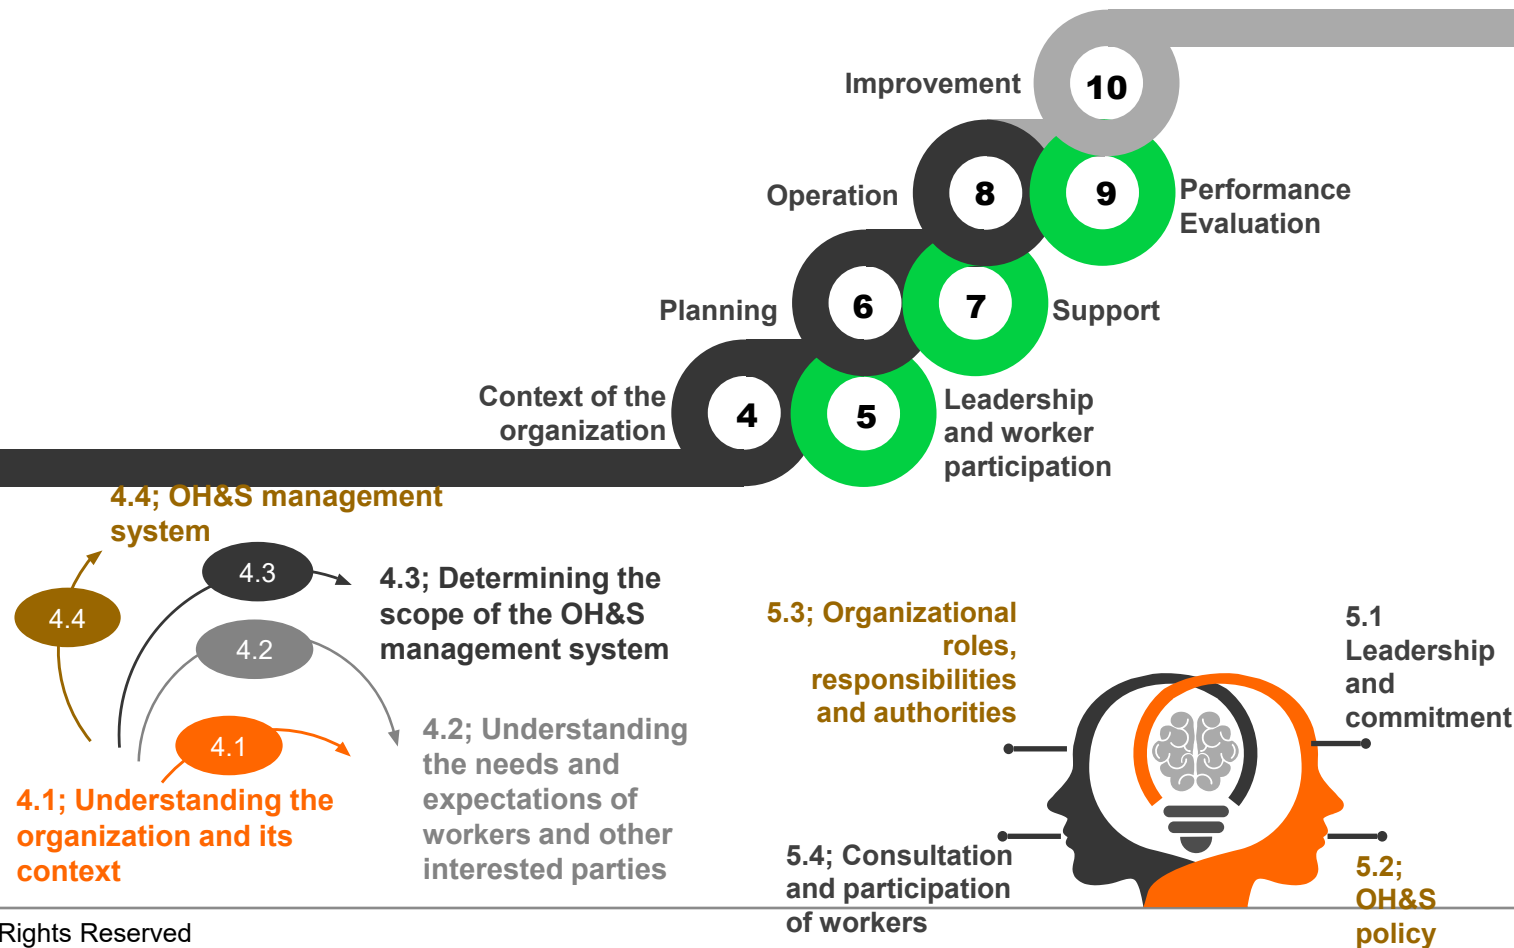 Improvement
10
Operation
8
9
Performance
Evaluation
Planning
6
7
Support
Context of the
organization
4
5
Leadership
and worker
participation
4.4; OH&S management
system
4.4
4.3
4.3; Determining the
scope of the OH&S
management system
4.2
4.2; Understanding
the needs and
expectations of
workers and other
interested parties
4.1
4.1; Understanding the
organization and its
context
5.3; Organizational
roles,
responsibilities
and authorities
5.1
Leadership
and
commitment
5.4; Consultation
and participation
of workers
5.2;
OH&S
policy
Rights Reserved